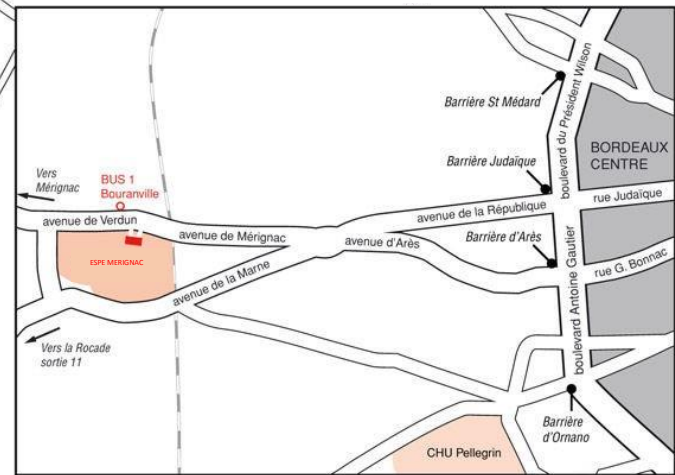 Barrière St Médard
boulevard du Président Wilson
BORDEAUX
CENTRE
Barrière Judaïque
Vers
Mérignac
BUS 1
Bouranville
rue Judaïque
avenue de la République
avenue de Verdun
avenue de Mérignac
avenue d'Arès
Barrière d'Arès
ESPE MERIGNAC
rue G. Bonnac
avenue de la Marne
boulevard Antoine Gautier
Vers la Rocade
sortie 11
Barrière
d'Ornano
CHU Pellegrin